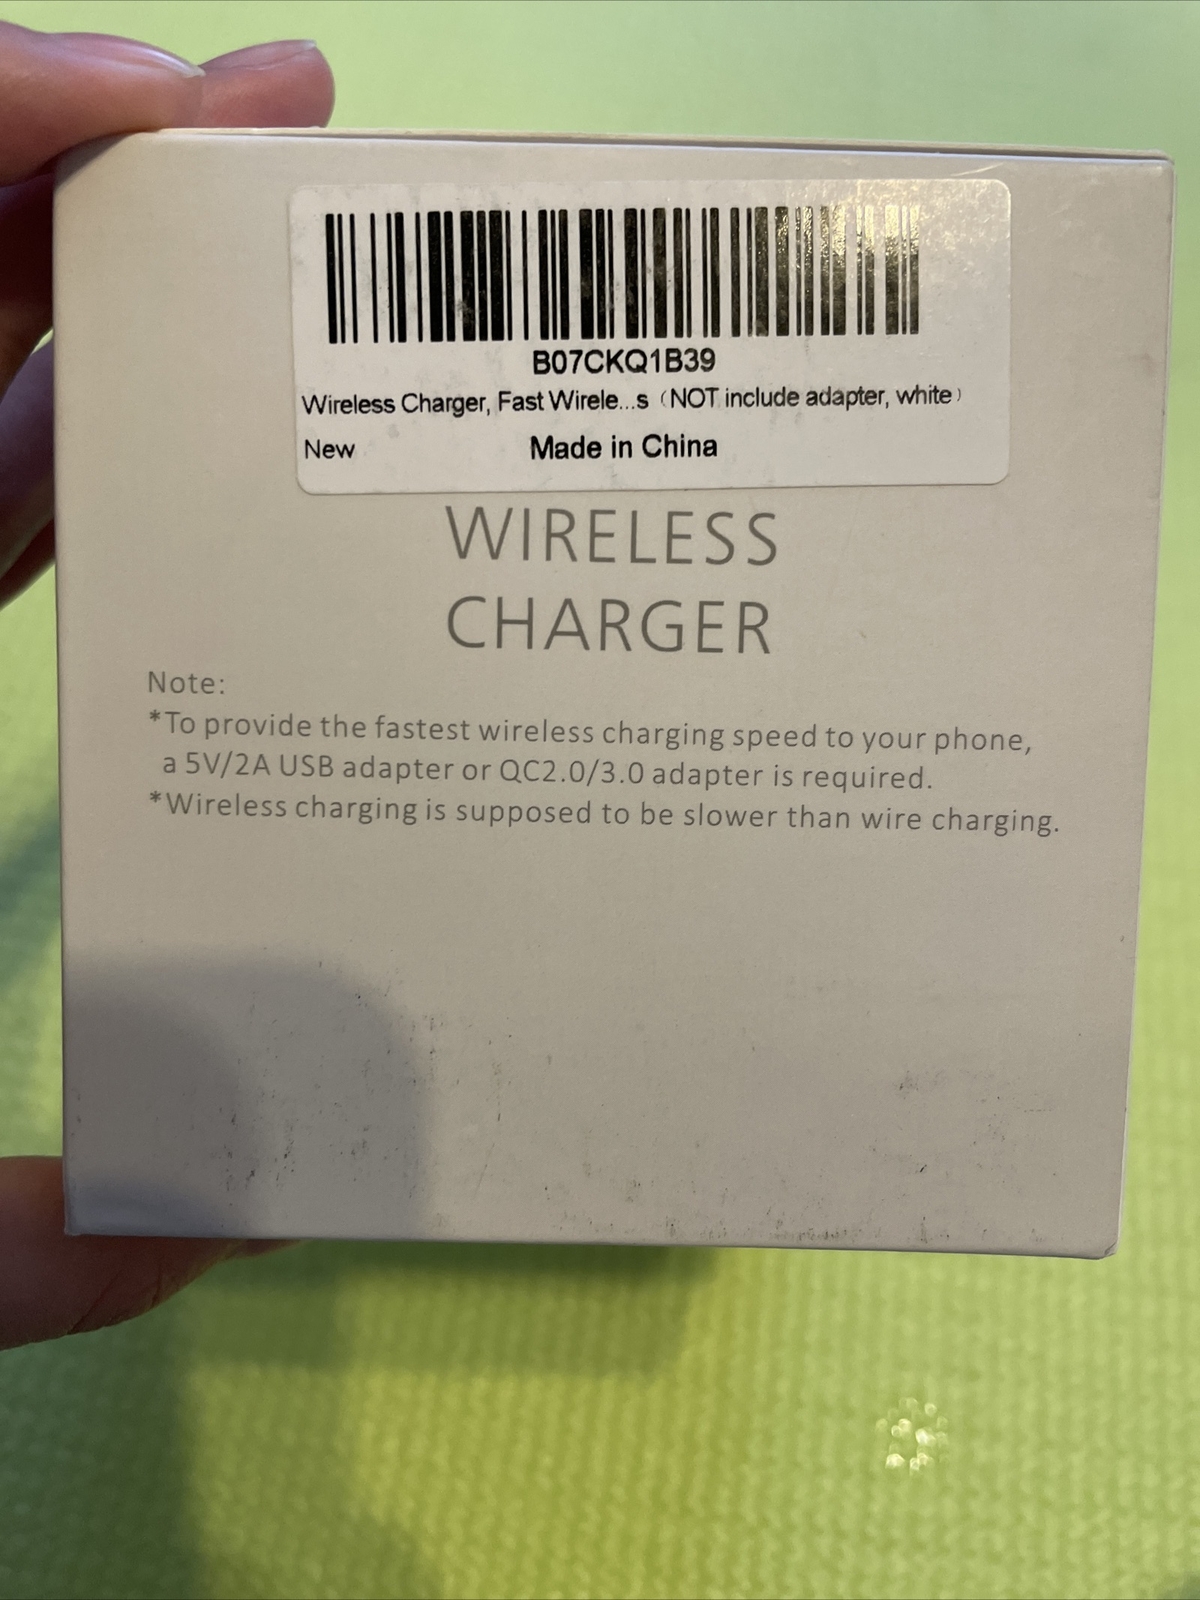 B07CKQ1B39
Wireless Charger, Fast Wirele...s （NOT include adapter, white）
New Made in China
WIRELESS
CHARGER
Note:
*To provide the fastest wireless charging speed to your phone,
a 5V/2A USB adapter or QC2.0/3.0 adapter is required.
*Wireless charging is supposed to be slower than wire charging.